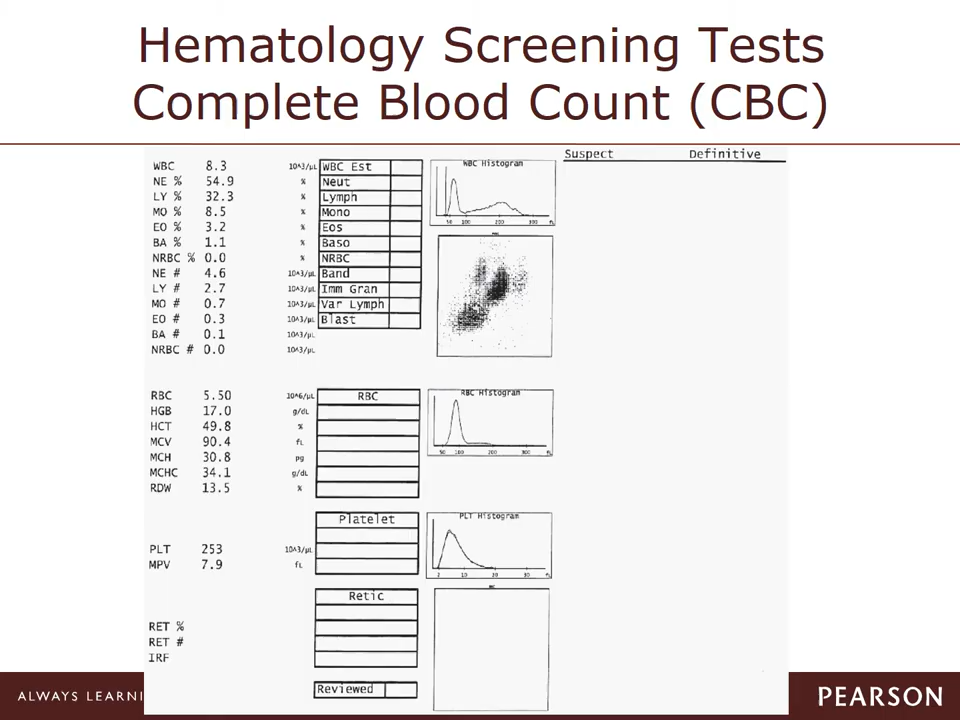 Hematology Screening Tests
Complete Blood Count (CBC)
Suspect Definitive
WBC 8.3 10^3/μL WBC Est
NE % 54.9 % Neut
LY % 32.3 % Lymph
MO % 8.5 % Mono
EO % 3.2 % Eos
BA % 1.1 % Baso
NRBC % 0.0 % NRBC
NE # 4.6 10^3/μL Band
LY # 2.7 10^3/μL Imm Gran
MO # 0.7 10^3/μL Var Lymph
EO # 0.3 10^3/μL Blast
BA # 0.1 10^3/μL
NRBC # 0.0 10^3/μL
WBC Histogram
50 100 200 300 fL
RBC 5.50 10^6/μL RBC
HGB 17.0 g/dL
HCT 49.8 %
MCV 90.4 fL
MCH 30.8 pg
MCHC 34.1 g/dL
RDW 13.5 %
RBC Histogram
50 100 200 300 fL
Platelet
PLT 253 10^3/μL
MPV 7.9 fL
PLT Histogram
2 10 20 30 fL
Retic
RET %
RET #
IRF
Reviewed
ALWAYS LEARNI
PEARSON